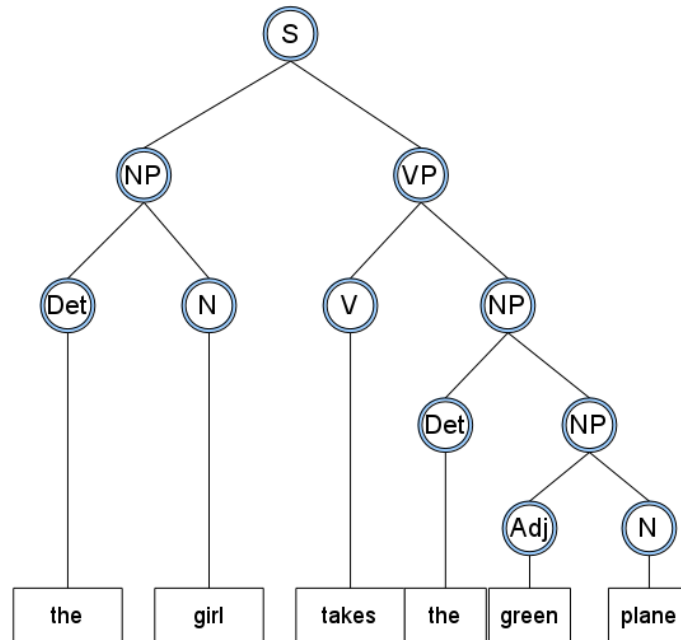 S
NP VP
Det N V NP
Det NP
Adj N
the girl takes the green plane